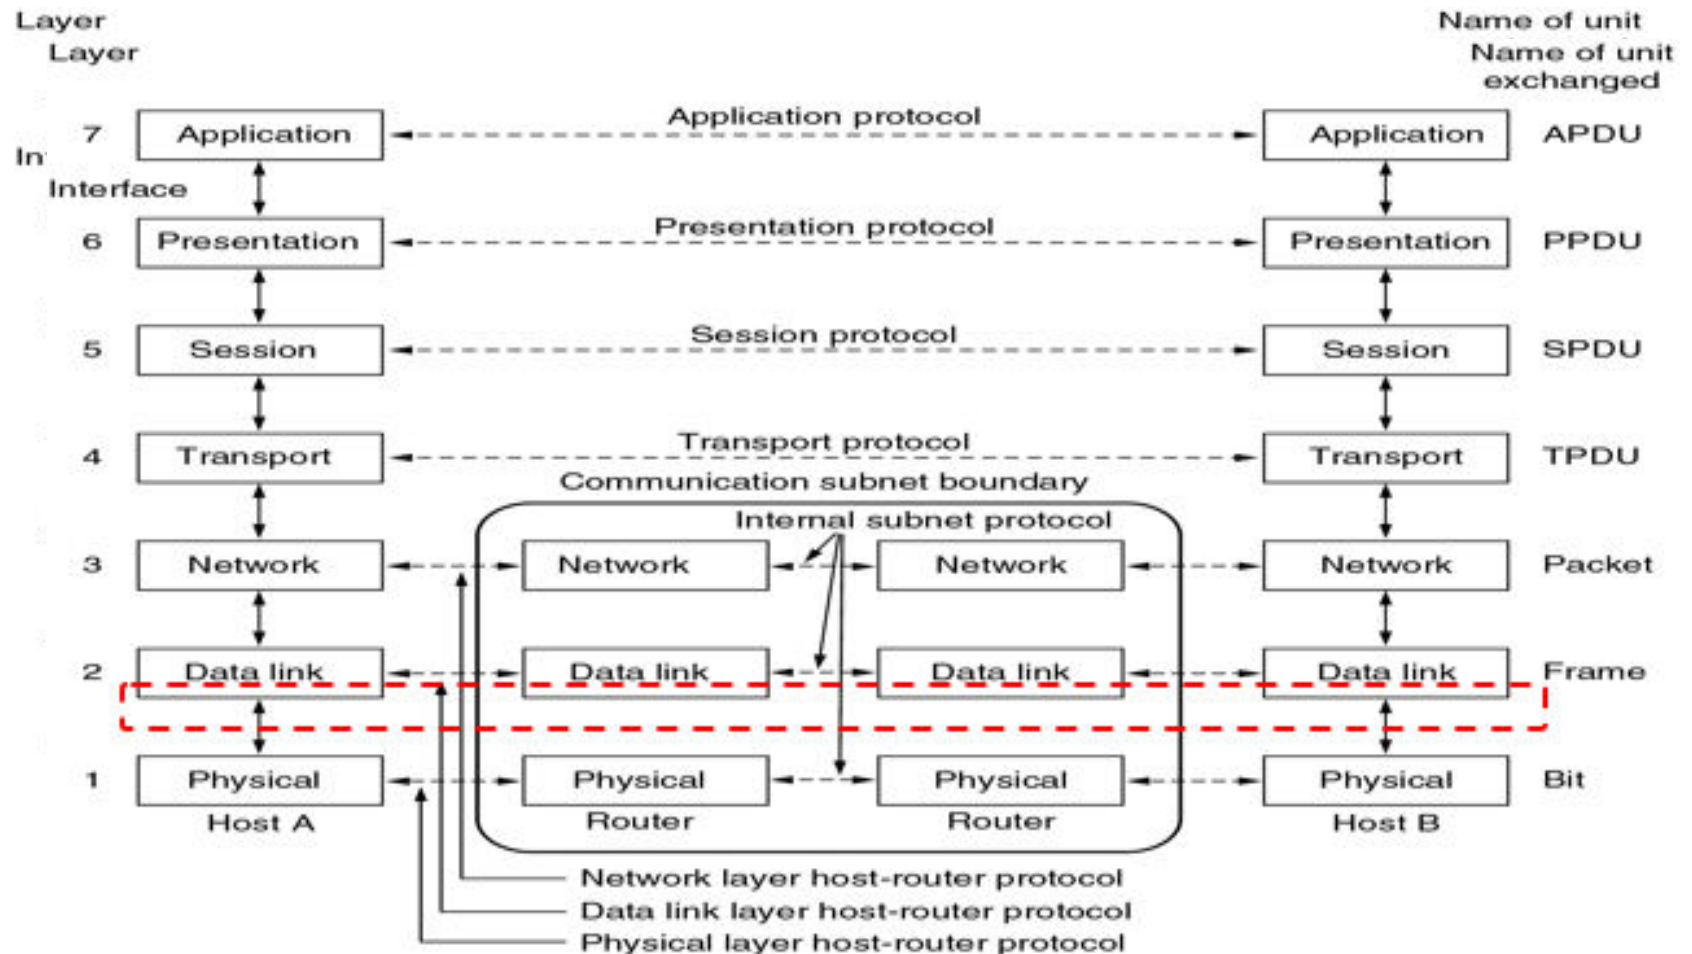 Layer
Name of unit
Layer
Name of unit
exchanged
7 Application Application protocol Application APDU
In
Interface
6 Presentation Presentation protocol Presentation PPDU
5 Session Session protocol Session SPDU
4 Transport Transport protocol Transport TPDU
Communication subnet boundary
Internal subnet protocol
3 Network Network Network Network Packet
2 Data link Data link Data link Data link Frame
1 Physical Physical Physical Physical Bit
Host A Router Router Host B
Network layer host-router protocol
Data link layer host-router protocol
Physical layer host-router protocol